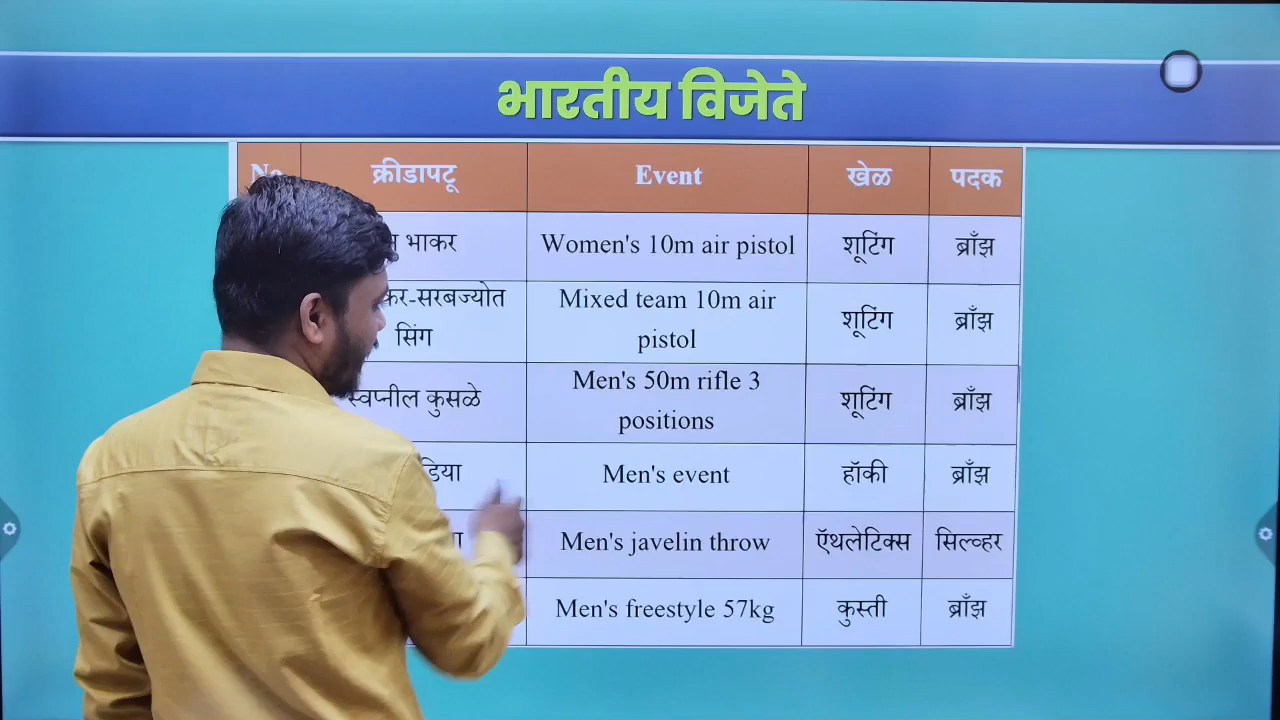 भारतीय विजेते
No क्रीडापटू Event खेळ पदक
भाकर Women's 10m air pistol शूटिंग ब्राँझ
कर-सरबज्योत सिंग Mixed team 10m air pistol शूटिंग ब्राँझ
स्वप्नील कुसळे Men's 50m rifle 3 positions शूटिंग ब्राँझ
डिया Men's event हॉकी ब्राँझ
Men's javelin throw ऍथलेटिक्स सिल्व्हर
Men's freestyle 57kg कुस्ती ब्राँझ